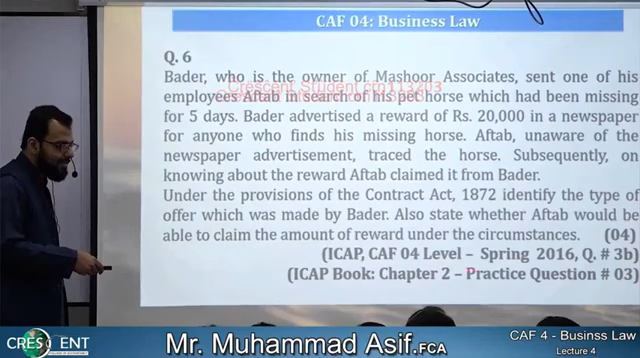 CAF 04: Business Law
Q. 6
Bader, who is the owner of Mashoor Associates, sent one of his
Crescent Student crn113203
employees Aftab in search of his pet horse which had been missing
for 5 days. Bader advertised a reward of Rs. 20,000 in a newspaper
for anyone who finds his missing horse. Aftab, unaware of the
newspaper advertisement, traced the horse. Subsequently, on
knowing about the reward Aftab claimed it from Bader.
Under the provisions of the Contract Act, 1872 identify the type of
offer which was made by Bader. Also state whether Aftab would be
able to claim the amount of reward under the circumstances. (04)
(ICAP, CAF 04 Level – Spring 2016, Q. # 3b)
(ICAP Book: Chapter 2 – Practice Question # 03)
CRESCENT
Mr. Muhammad Asif.FCA
CAF 4 - Businss Law
Lecture 4